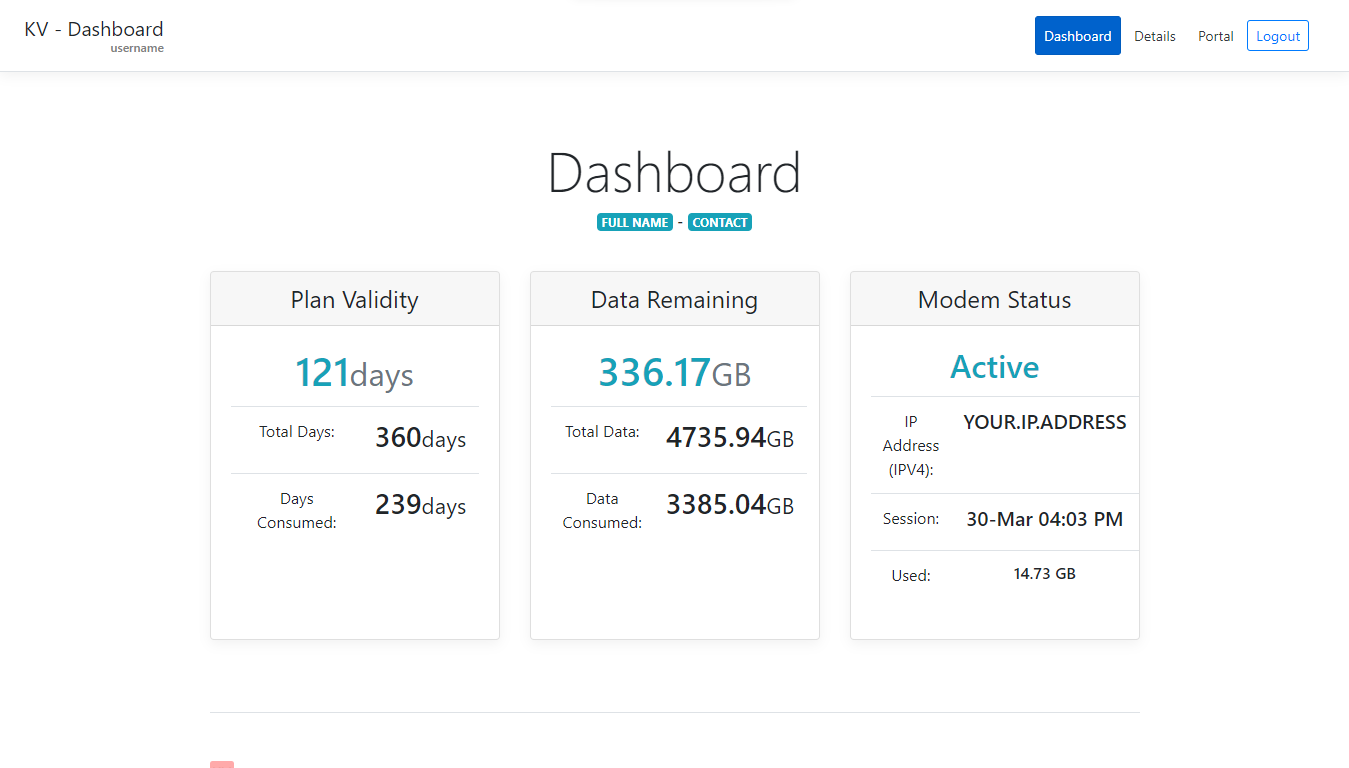 KV - Dashboard
username
Dashboard Details Portal Logout
Dashboard
FULL NAME - CONTACT
Plan Validity
121days
Total Days: 360days
Days
Consumed: 239days
Data Remaining
336.17GB
Total Data: 4735.94GB
Data
Consumed: 3385.04GB
Modem Status
Active
IP
Address
(IPV4): YOUR.IP.ADDRESS
Session: 30-Mar 04:03 PM
Used: 14.73 GB